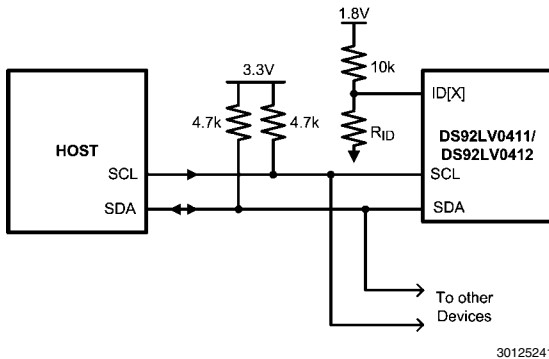 1.8V
10k
3.3V
4.7k
4.7k
R_ID
ID[X]
HOST
DS92LV0411/
DS92LV0412
SCL
SCL
SDA
SDA
To other
Devices
30125241